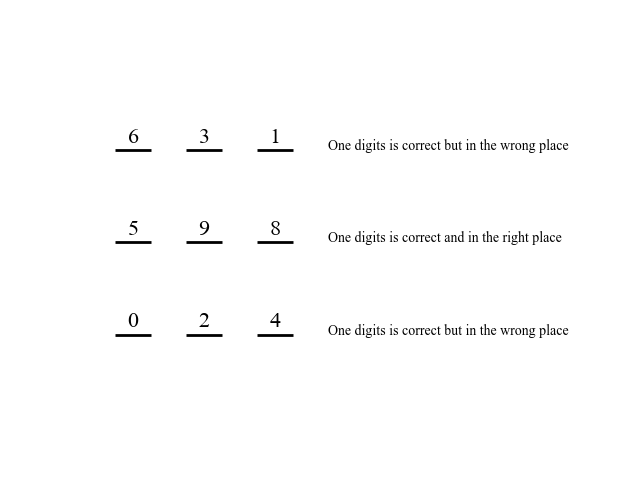 6 3 1 One digits is correct but in the wrong place
5 9 8 One digits is correct and in the right place
0 2 4 One digits is correct but in the wrong place